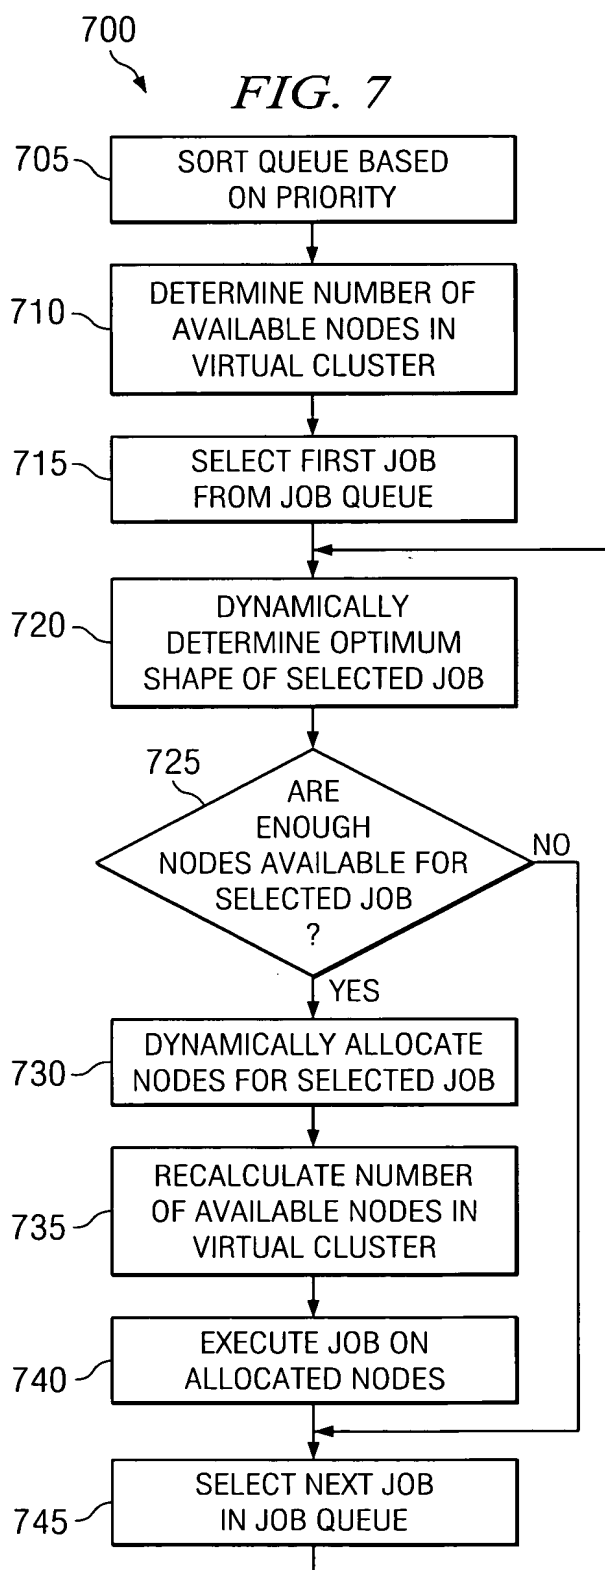 700
FIG. 7
705
SORT QUEUE BASED
ON PRIORITY
710
DETERMINE NUMBER OF
AVAILABLE NODES IN
VIRTUAL CLUSTER
715
SELECT FIRST JOB
FROM JOB QUEUE
720
DYNAMICALLY
DETERMINE OPTIMUM
SHAPE OF SELECTED JOB
725
ARE
ENOUGH
NODES AVAILABLE FOR
SELECTED JOB
?
NO
YES
730
DYNAMICALLY ALLOCATE
NODES FOR SELECTED JOB
735
RECALCULATE NUMBER
OF AVAILABLE NODES IN
VIRTUAL CLUSTER
740
EXECUTE JOB ON
ALLOCATED NODES
745
SELECT NEXT JOB
IN JOB QUEUE